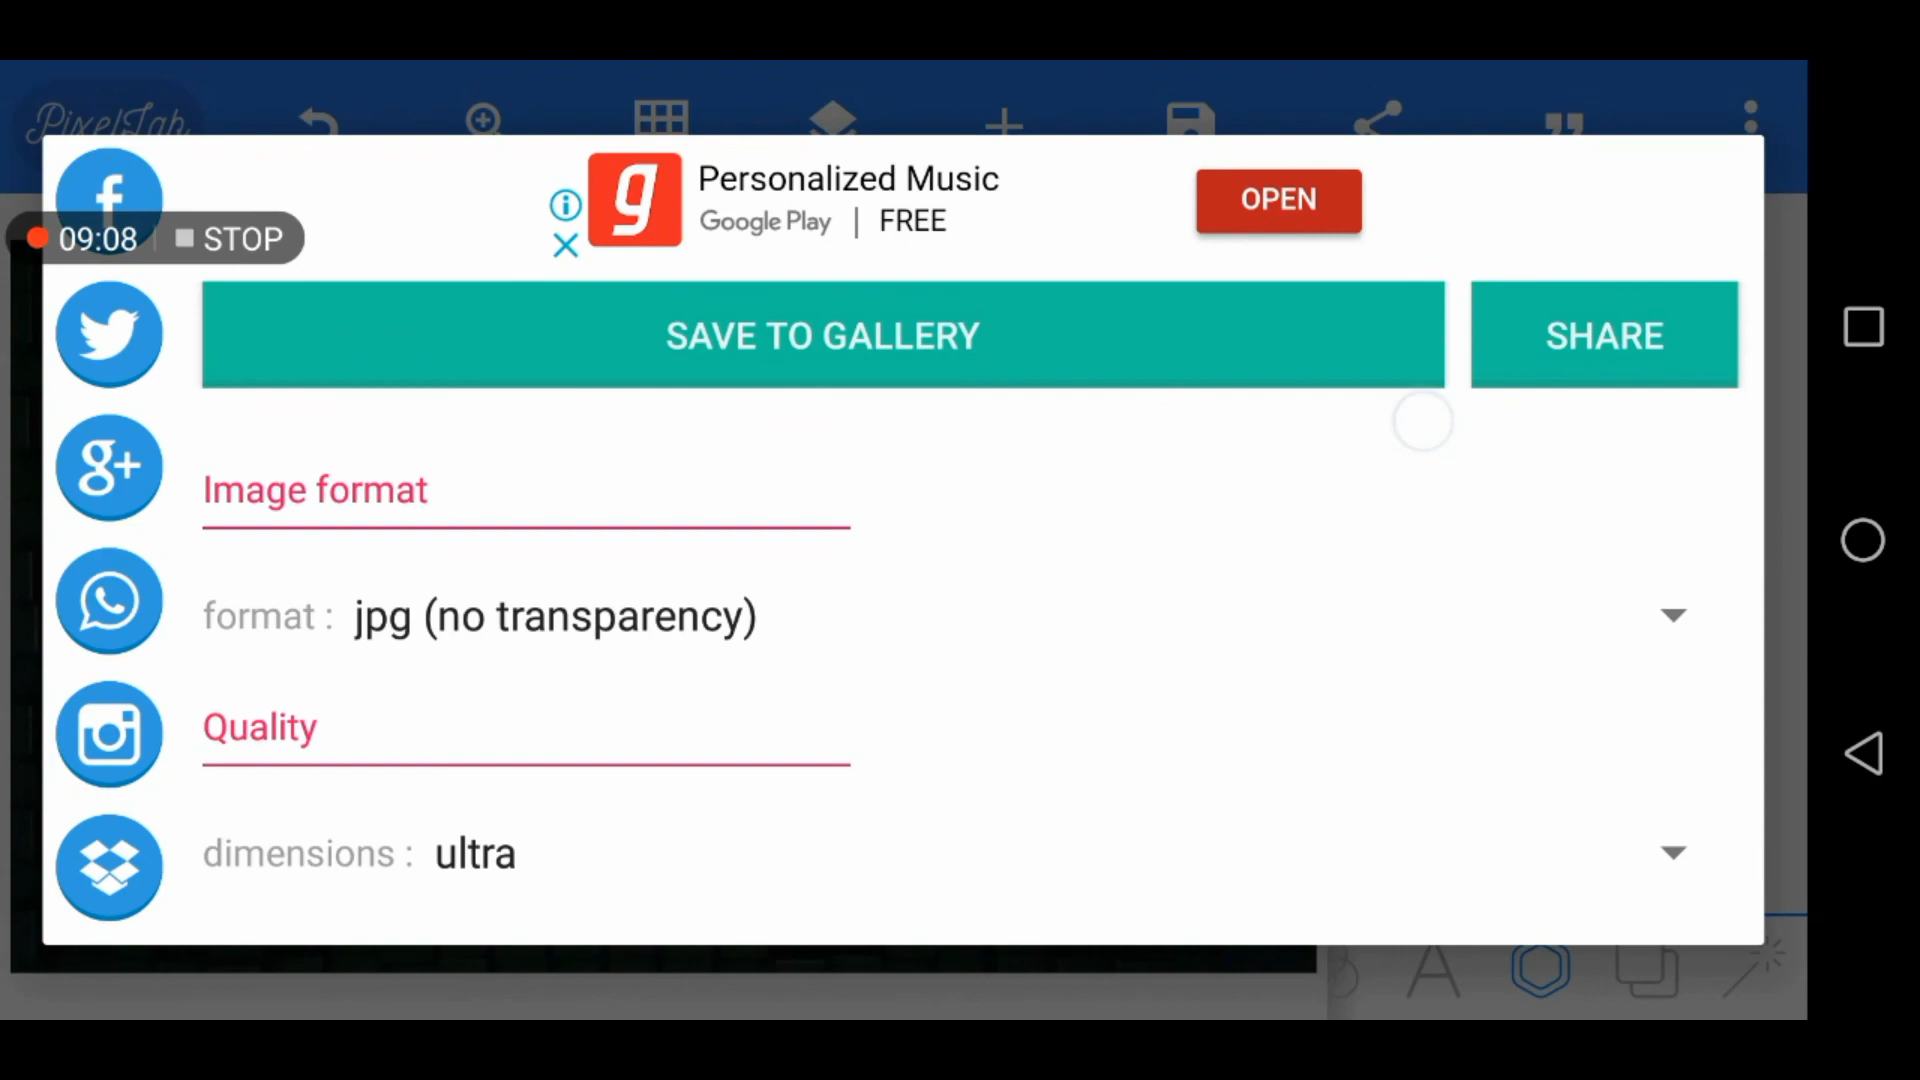 PixelLab
Personalized Music
Google Play | FREE
OPEN
09:08 STOP
SAVE TO GALLERY
SHARE
Image format
format : jpg (no transparency)
Quality
dimensions : ultra